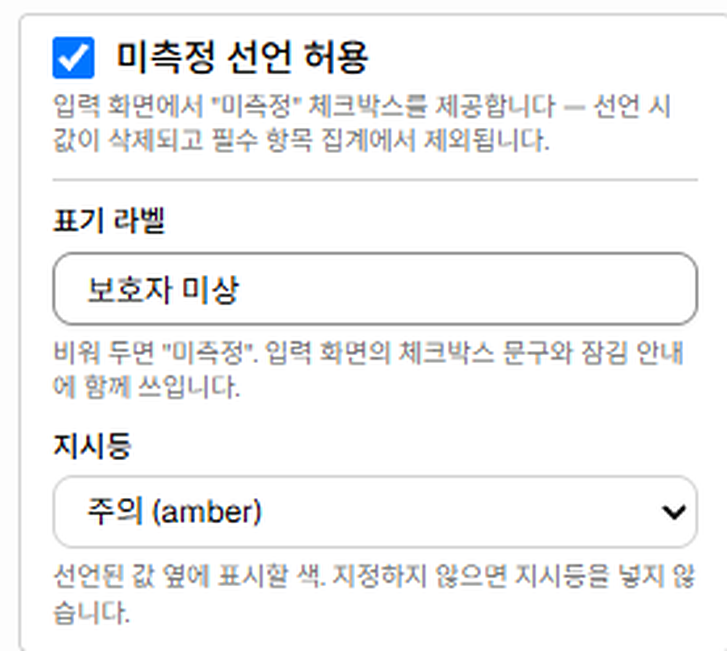 미측정 선언 허용
입력 화면에서 "미측정" 체크박스를 제공합니다 — 선언 시
값이 삭제되고 필수 항목 집계에서 제외됩니다.
표기 라벨
보호자 미상
비워 두면 "미측정". 입력 화면의 체크박스 문구와 잠김 안내
에 함께 쓰입니다.
지시등
주의 (amber)
선언된 값 옆에 표시할 색. 지정하지 않으면 지시등을 넣지 않
습니다.